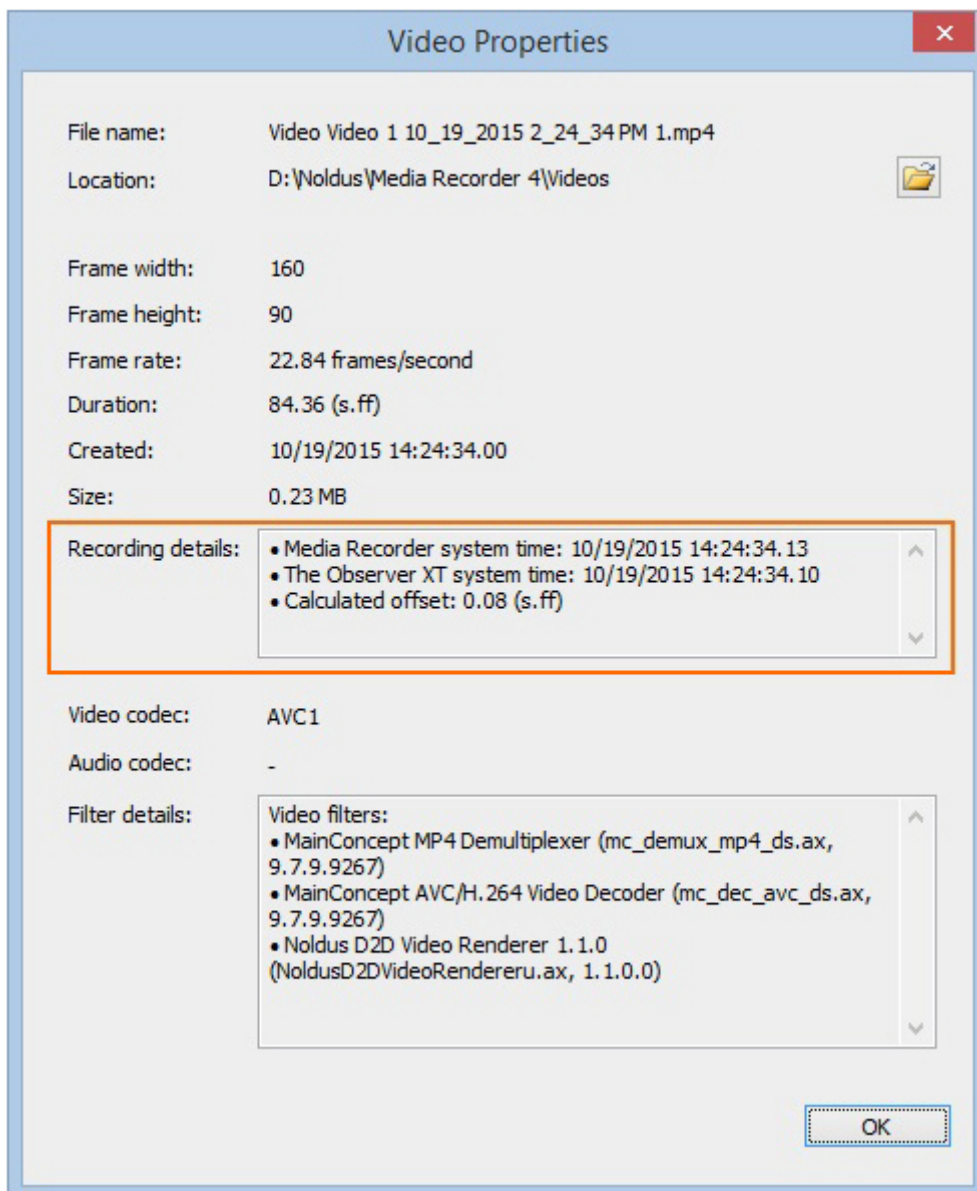 Video Properties
File name: Video Video 1 10_19_2015 2_24_34 PM 1.mp4
Location: D:\Noldus\Media Recorder 4\Videos
Frame width: 160
Frame height: 90
Frame rate: 22.84 frames/second
Duration: 84.36 (s.ff)
Created: 10/19/2015 14:24:34.00
Size: 0.23 MB
Recording details: • Media Recorder system time: 10/19/2015 14:24:34.13
• The Observer XT system time: 10/19/2015 14:24:34.10
• Calculated offset: 0.08 (s.ff)
Video codec: AVC1
Audio codec: -
Filter details: Video filters:
• MainConcept MP4 Demultiplexer (mc_demux_mp4_ds.ax,
9.7.9.9267)
• MainConcept AVC/H.264 Video Decoder (mc_dec_avc_ds.ax,
9.7.9.9267)
• Noldus D2D Video Renderer 1.1.0
(NoldusD2DVideoRendereru.ax, 1.1.0.0)
OK